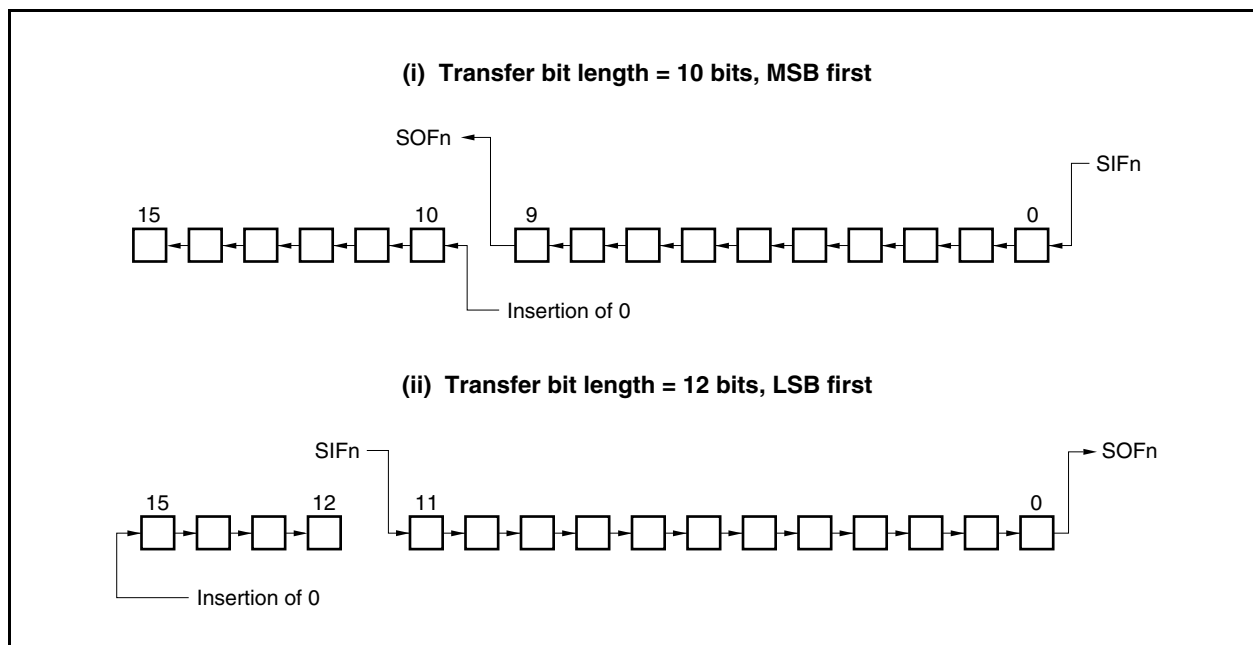 (i) Transfer bit length = 10 bits, MSB first
SOFn
SIFn
15
10
9
0
Insertion of 0
(ii) Transfer bit length = 12 bits, LSB first
SIFn
SOFn
15
12
11
0
Insertion of 0